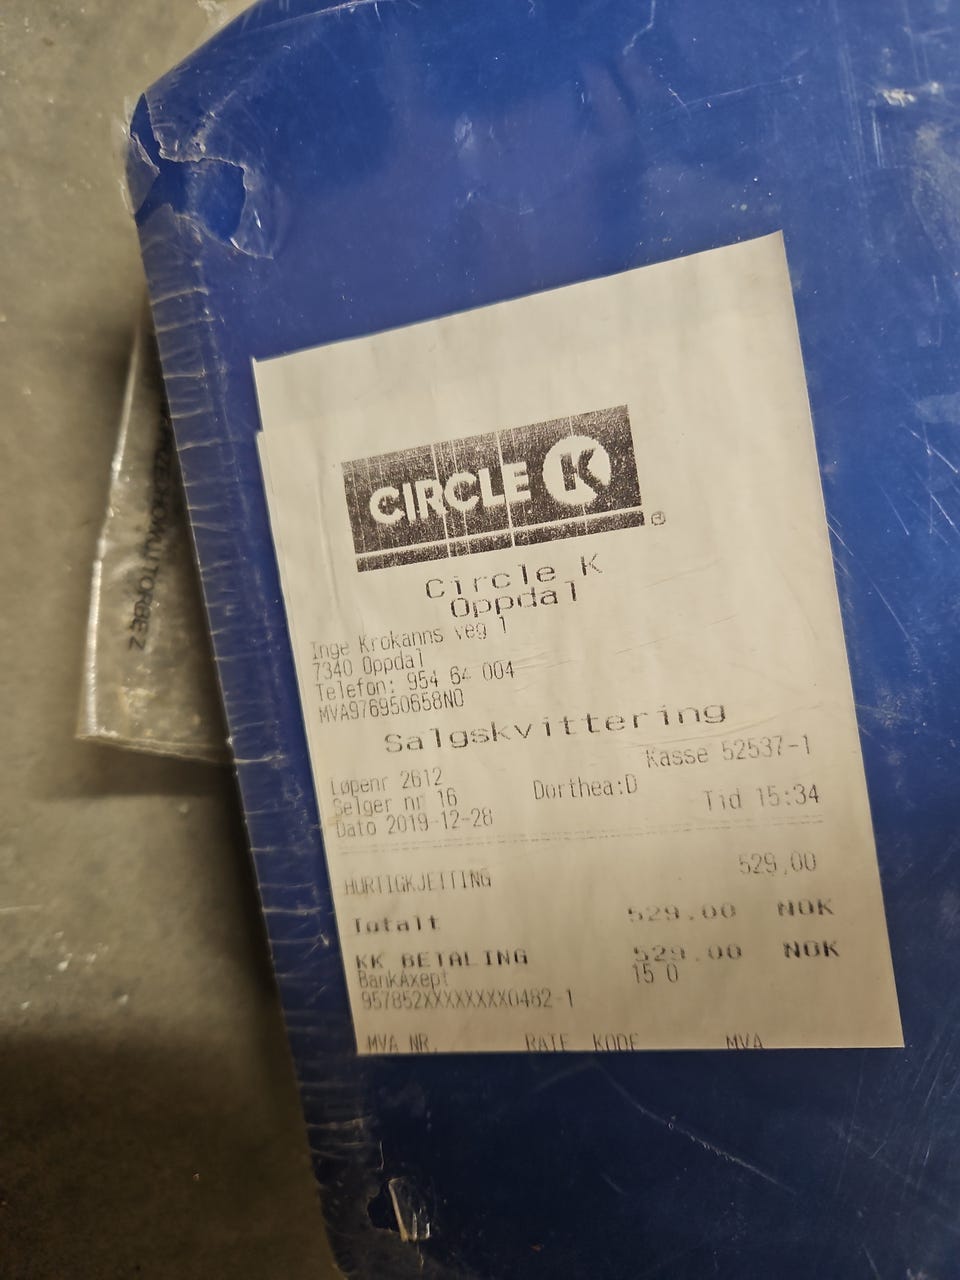 CIRCLE K
®
Circle K
Oppdal
Inge Krokanns veg 1
7340 Oppdal
Telefon: 954 64 004
MVA976950658NO
Salgskvittering
Kasse 52537-1
Løpenr 2612
Selger nr 16 Dorthea:D
Dato 2019-12-28 Tid 15:34
HURTIGKJETTING 529,00
Totalt 529.00 NOK
KK BETALING 529.00 NOK
BankAxept 15 0
957852XXXXXXXXX0482-1
MVA NR. RATE KODE MVA